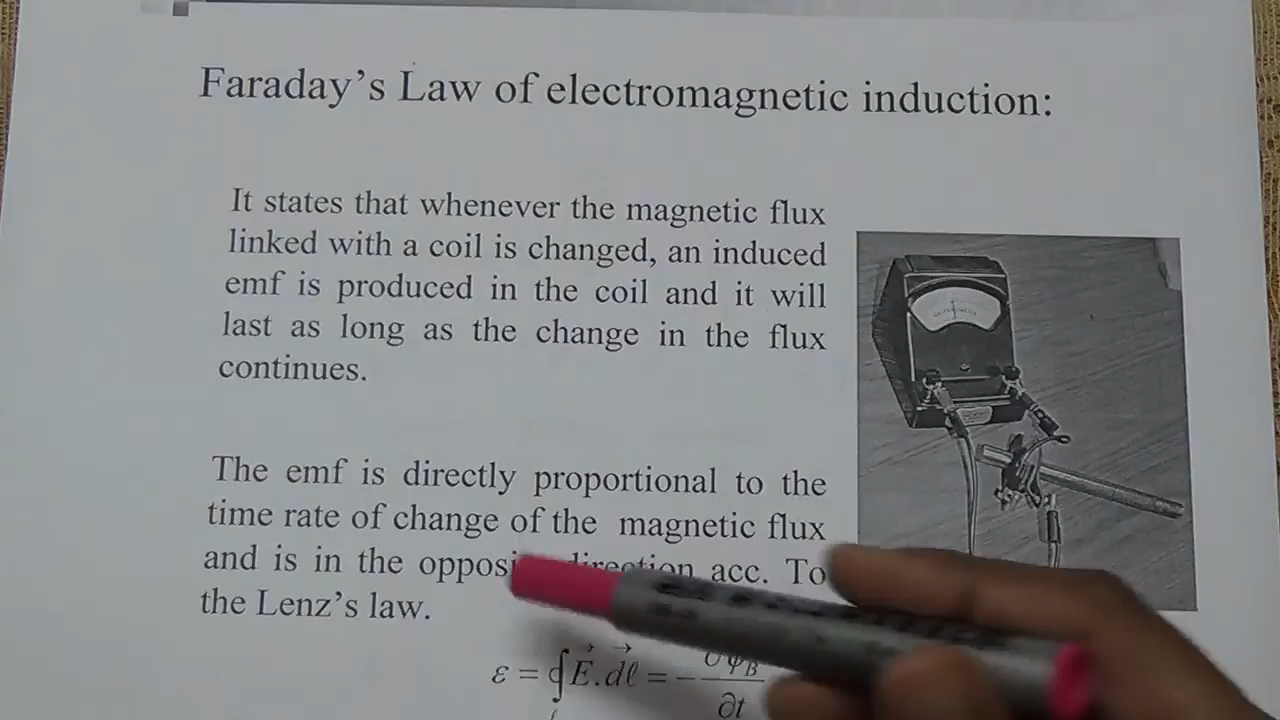 Faraday's Law of electromagnetic induction:
It states that whenever the magnetic flux
linked with a coil is changed, an induced
emf is produced in the coil and it will
last as long as the change in the flux
continues.
The emf is directly proportional to the
time rate of change of the magnetic flux
and is in the direction acc. To
the Lenz's law.
ε = ∮ E⃗ . dℓ⃗ = −
∂t